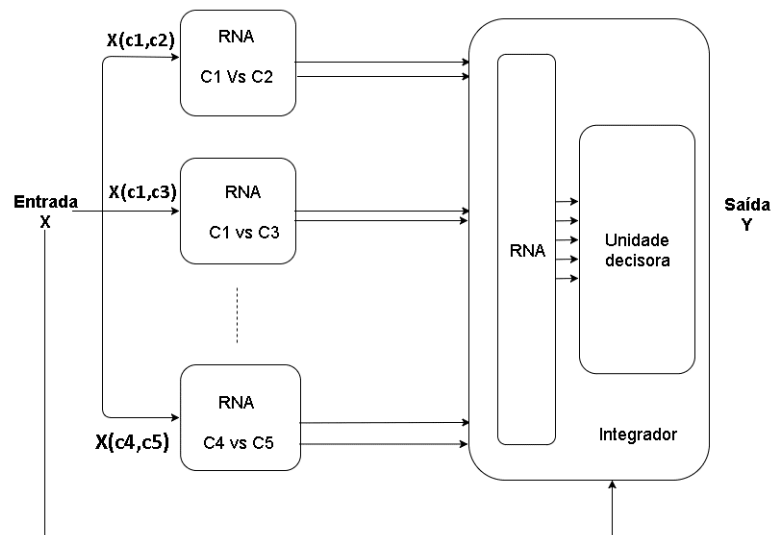 X(c1,c2)
RNA
C1 Vs C2
Entrada
X
X(c1,c3)
RNA
C1 vs C3
X(c4,c5)
RNA
C4 vs C5
RNA
Unidade
decisora
Integrador
Saída
Y